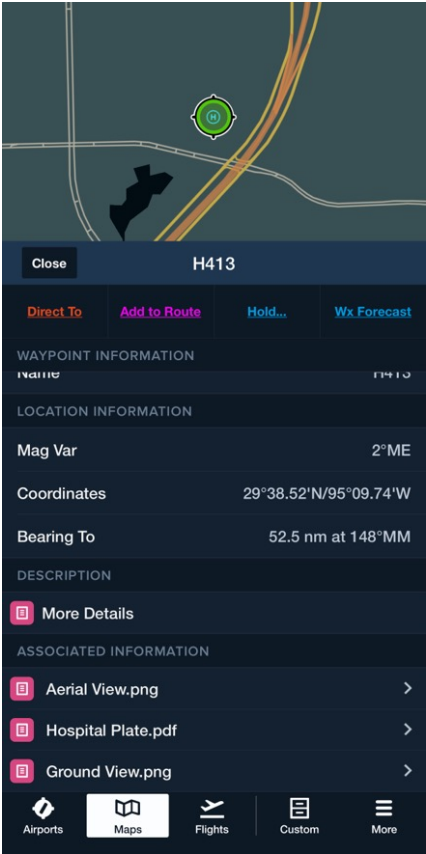 H
Close H413
Direct To Add to Route Hold... Wx Forecast
WAYPOINT INFORMATION
Name H413
LOCATION INFORMATION
Mag Var 2°ME
Coordinates 29°38.52'N/95°09.74'W
Bearing To 52.5 nm at 148°MM
DESCRIPTION
More Details
ASSOCIATED INFORMATION
Aerial View.png
Hospital Plate.pdf
Ground View.png
Airports Maps Flights Custom More